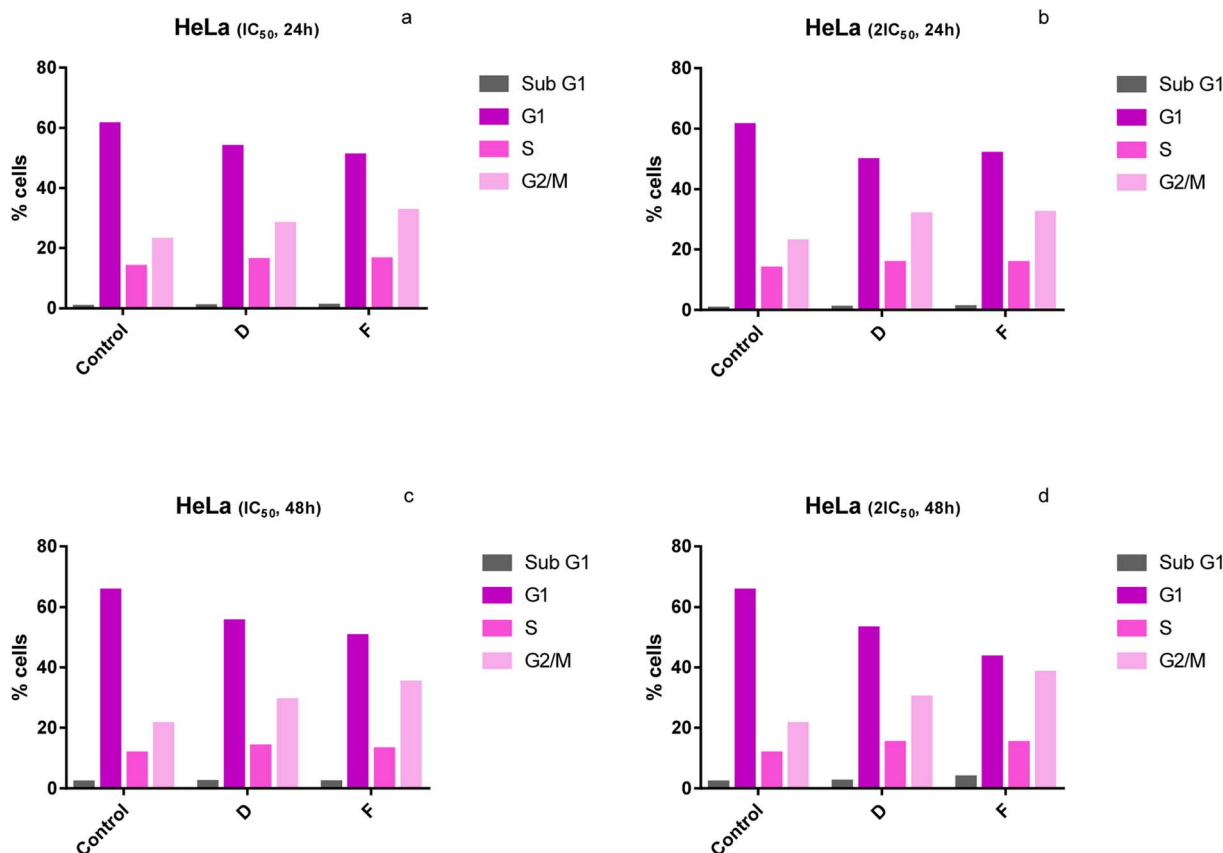 HeLa (IC₅₀, 24h)
a
80
60
40
20
0
% cells
Control
D
F
Sub G1
G1
S
G2/M
HeLa (2IC₅₀, 24h)
b
80
60
40
20
0
% cells
Control
D
F
Sub G1
G1
S
G2/M
HeLa (IC₅₀, 48h)
c
80
60
40
20
0
% cells
Control
D
F
Sub G1
G1
S
G2/M
HeLa (2IC₅₀, 48h)
d
80
60
40
20
0
% cells
Control
D
F
Sub G1
G1
S
G2/M